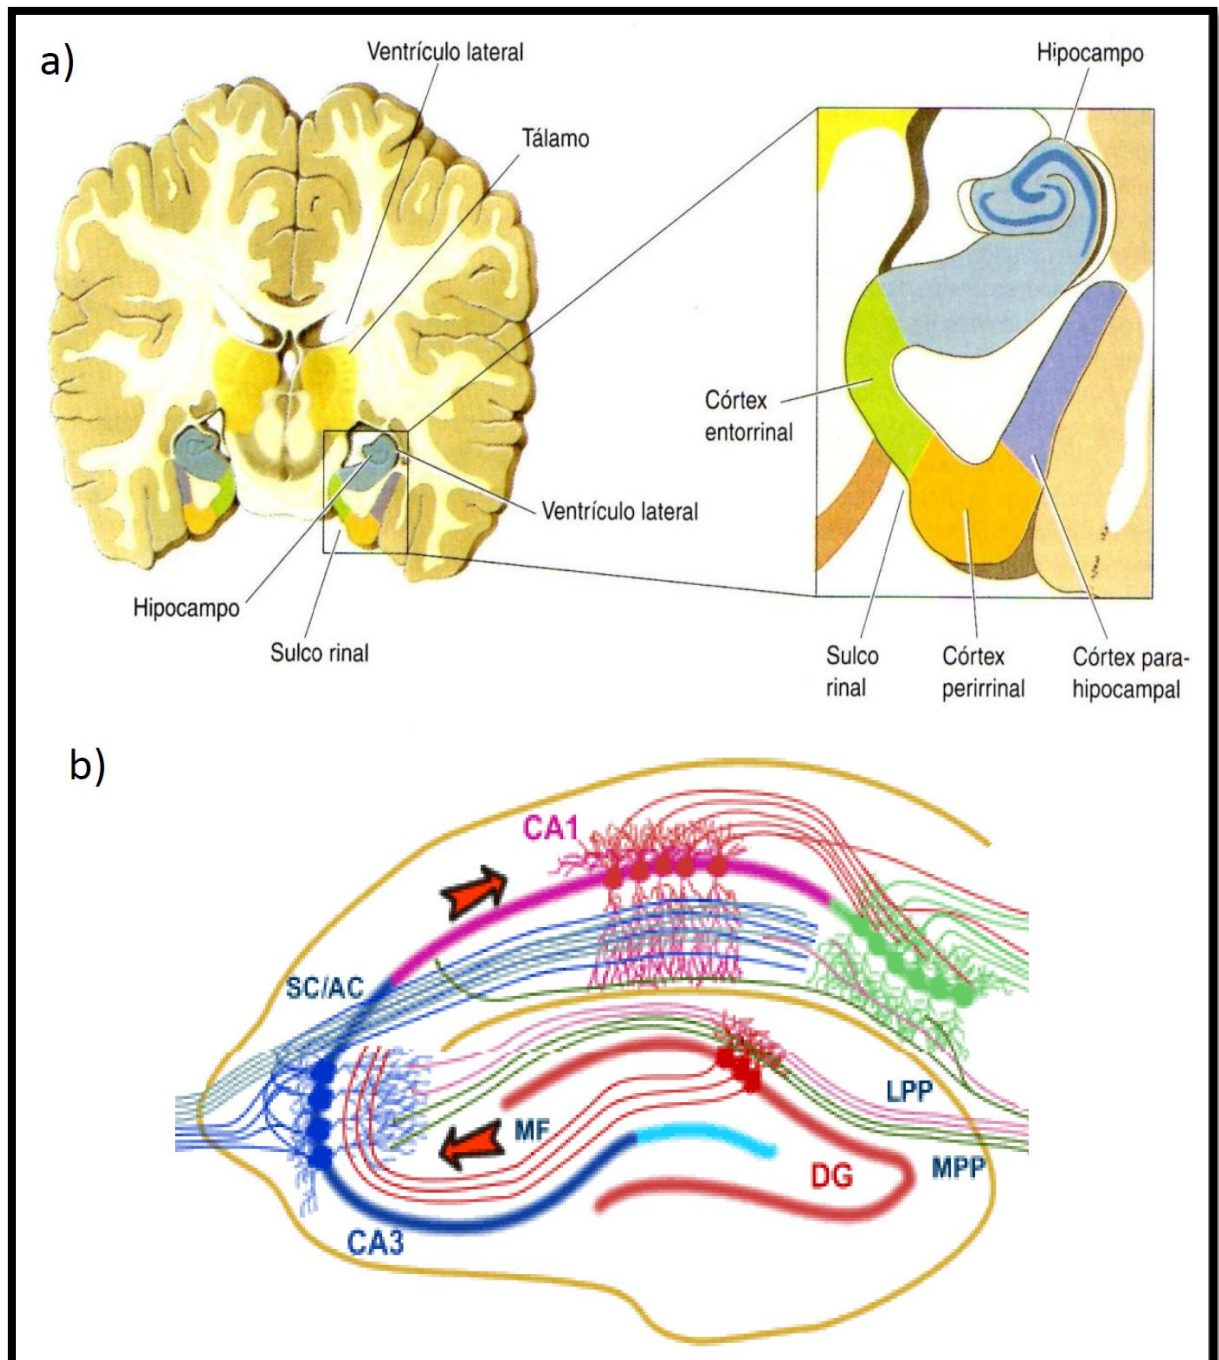 a)
Ventrículo lateral
Hipocampo
Tálamo
Córtex
entorrinal
Ventrículo lateral
Hipocampo
Sulco rinal
Sulco
rinal
Córtex
perirrinal
Córtex para-
hipocampal
b)
CA1
SC/AC
LPP
MF
MPP
DG
CA3